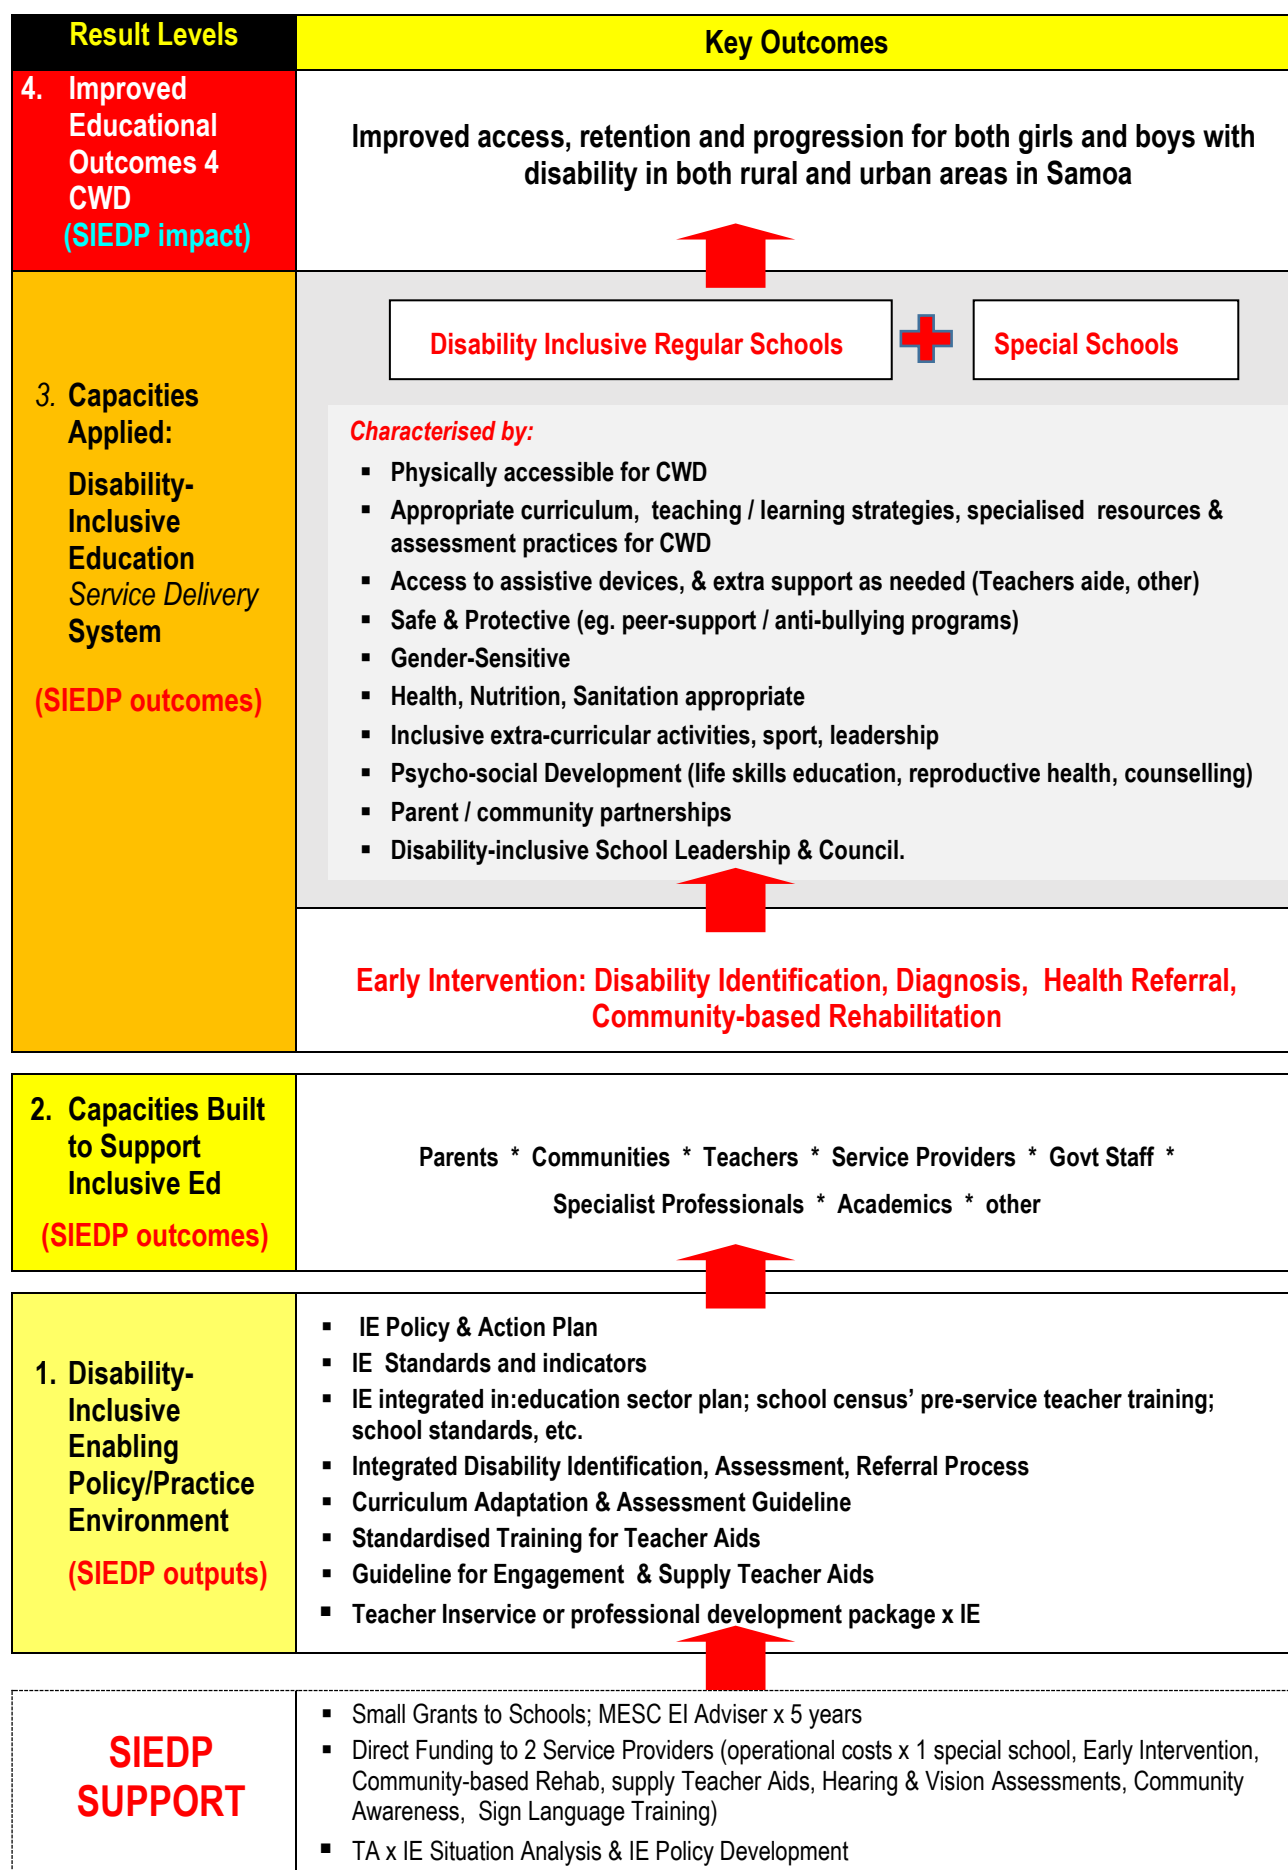 Result Levels
Key Outcomes
4. Improved
Educational
Outcomes 4
CWD
(SIEDP impact)
Improved access, retention and progression for both girls and boys with
disability in both rural and urban areas in Samoa
3. Capacities
Applied:
Disability-
Inclusive
Education
Service Delivery
System
(SIEDP outcomes)
Disability Inclusive Regular Schools
Special Schools
Characterised by:
▪ Physically accessible for CWD
▪ Appropriate curriculum, teaching / learning strategies, specialised resources &
assessment practices for CWD
▪ Access to assistive devices, & extra support as needed (Teachers aide, other)
▪ Safe & Protective (eg. peer-support / anti-bullying programs)
▪ Gender-Sensitive
▪ Health, Nutrition, Sanitation appropriate
▪ Inclusive extra-curricular activities, sport, leadership
▪ Psycho-social Development (life skills education, reproductive health, counselling)
▪ Parent / community partnerships
▪ Disability-inclusive School Leadership & Council.
Early Intervention: Disability Identification, Diagnosis, Health Referral,
Community-based Rehabilitation
2. Capacities Built
to Support
Inclusive Ed
(SIEDP outcomes)
Parents * Communities * Teachers * Service Providers * Govt Staff *
Specialist Professionals * Academics * other
1. Disability-
Inclusive
Enabling
Policy/Practice
Environment
(SIEDP outputs)
▪ IE Policy & Action Plan
▪ IE Standards and indicators
▪ IE integrated in:education sector plan; school census' pre-service teacher training;
school standards, etc.
▪ Integrated Disability Identification, Assessment, Referral Process
▪ Curriculum Adaptation & Assessment Guideline
▪ Standardised Training for Teacher Aids
▪ Guideline for Engagement & Supply Teacher Aids
▪ Teacher Inservice or professional development package x IE
SIEDP
SUPPORT
▪ Small Grants to Schools; MESC EI Adviser x 5 years
▪ Direct Funding to 2 Service Providers (operational costs x 1 special school, Early Intervention,
Community-based Rehab, supply Teacher Aids, Hearing & Vision Assessments, Community
Awareness, Sign Language Training)
▪ TA x IE Situation Analysis & IE Policy Development